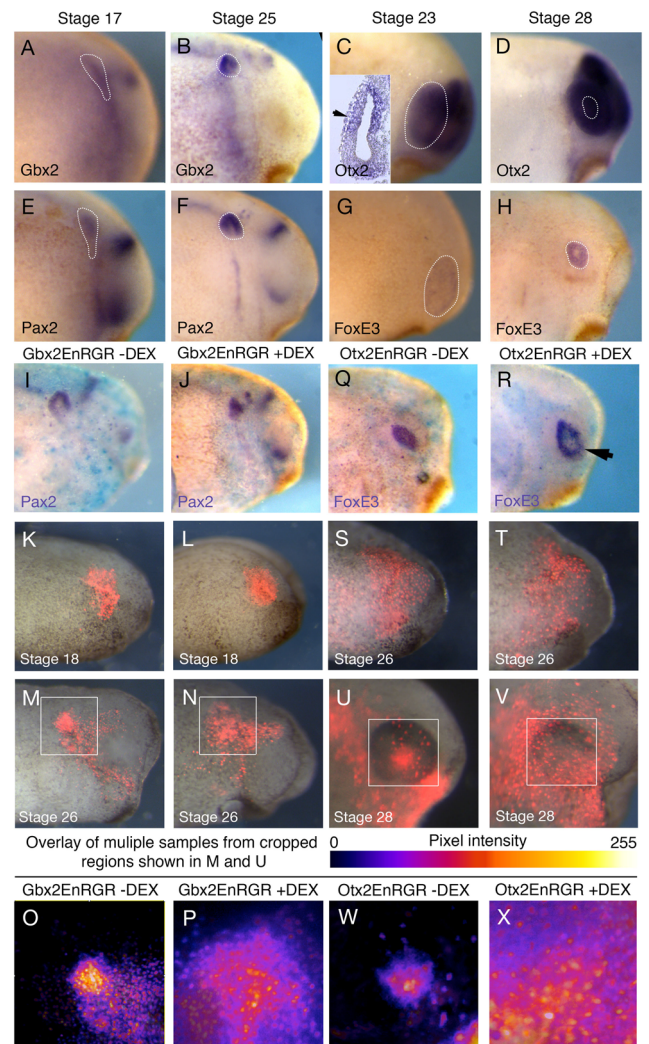 Stage 17 Stage 25 Stage 23 Stage 28
A B C D
Gbx2 Gbx2 Otx2 Otx2
E F G H
Pax2 Pax2 FoxE3 FoxE3
Gbx2EnRGR -DEX Gbx2EnRGR +DEX Otx2EnRGR -DEX Otx2EnRGR +DEX
I J Q R
Pax2 Pax2 FoxE3 FoxE3
K L S T
Stage 18 Stage 18 Stage 26 Stage 26
M N U V
Stage 26 Stage 26 Stage 28 Stage 28
Overlay of muliple samples from cropped
regions shown in M and U
0 Pixel intensity 255
Gbx2EnRGR -DEX Gbx2EnRGR +DEX Otx2EnRGR -DEX Otx2EnRGR +DEX
O P W X